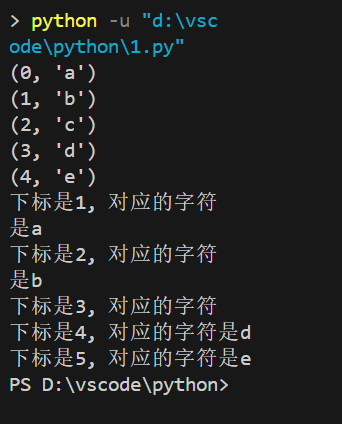 > python -u "d:\vsc
ode\python\1.py"
(0, 'a')
(1, 'b')
(2, 'c')
(3, 'd')
(4, 'e')
下标是1, 对应的字符
是a
下标是2, 对应的字符
是b
下标是3, 对应的字符
下标是4, 对应的字符是d
下标是5, 对应的字符是e
PS D:\vscode\python>